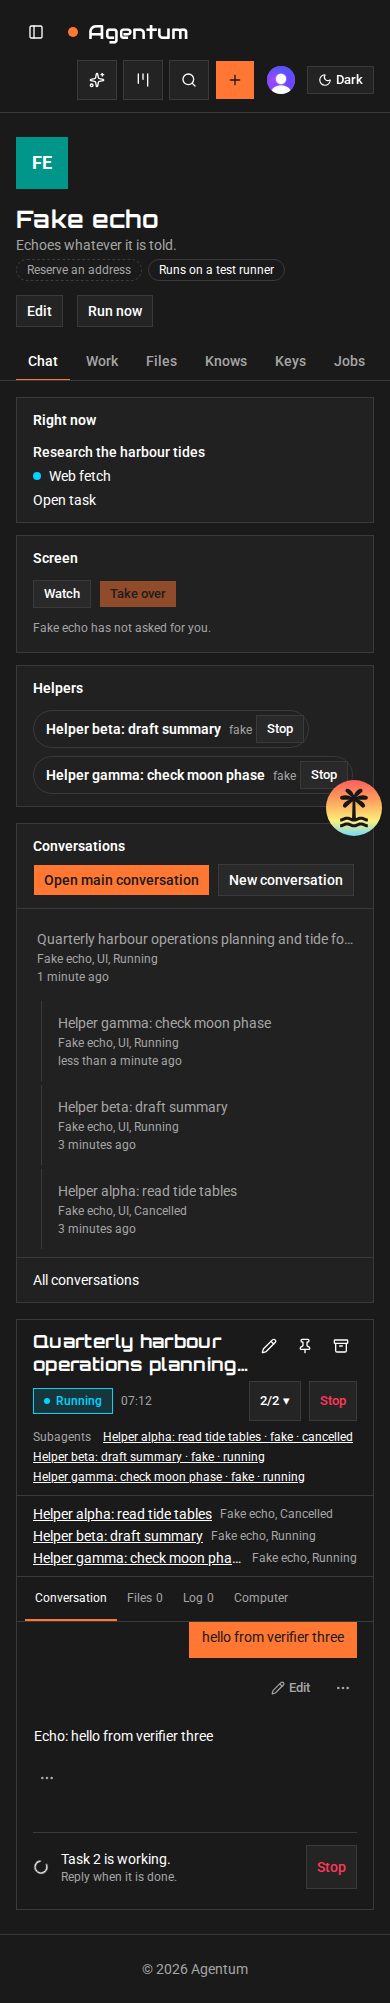 Agentum
Dark
FE
Fake echo
Echoes whatever it is told.
Reserve an address
Runs on a test runner
Edit
Run now
Chat
Work
Files
Knows
Keys
Jobs
Right now
Research the harbour tides
Web fetch
Open task
Screen
Watch
Take over
Fake echo has not asked for you.
Helpers
Helper beta: draft summary fake Stop
Helper gamma: check moon phase fake Stop
Conversations
Open main conversation
New conversation
Quarterly harbour operations planning and tide fo…
Fake echo, UI, Running
1 minute ago
Helper gamma: check moon phase
Fake echo, UI, Running
less than a minute ago
Helper beta: draft summary
Fake echo, UI, Running
3 minutes ago
Helper alpha: read tide tables
Fake echo, UI, Cancelled
3 minutes ago
All conversations
Quarterly harbour
operations planning…
Running 07:12 2/2 ▾ Stop
Subagents Helper alpha: read tide tables · fake · cancelled
Helper beta: draft summary · fake · running
Helper gamma: check moon phase · fake · running
Helper alpha: read tide tables Fake echo, Cancelled
Helper beta: draft summary Fake echo, Running
Helper gamma: check moon pha… Fake echo, Running
Conversation
Files 0
Log 0
Computer
hello from verifier three
Edit
Echo: hello from verifier three
Task 2 is working.
Reply when it is done.
Stop
© 2026 Agentum